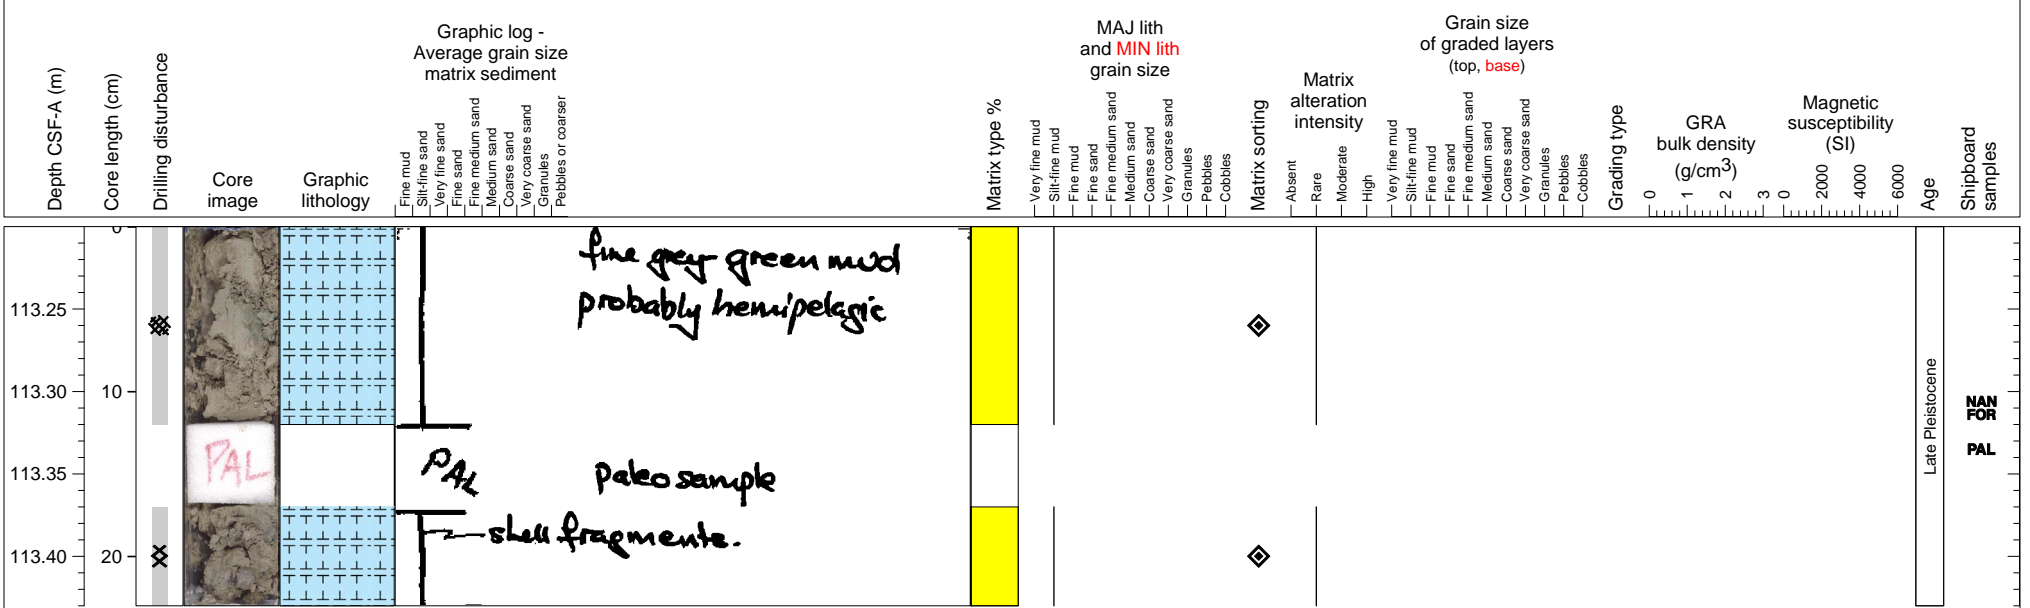 Depth CSF-A (m)
Core length (cm)
Drilling disturbance
Core
image
Graphic
lithology
Graphic log -
Average grain size
matrix sediment
Fine mud
Silt-fine sand
Very fine sand
Fine sand
Fine medium sand
Medium sand
Coarse sand
Very coarse sand
Granules
Pebbles or coarser
Matrix type %
MAJ lith
and MIN lith
grain size
Very fine mud
Silt-fine mud
Fine mud
Fine sand
Fine medium sand
Medium sand
Coarse sand
Very coarse sand
Granules
Pebbles
Cobbles
Matrix sorting
Matrix
alteration
intensity
Absent
Rare
Moderate
High
Grain size
of graded layers
(top, base)
Very fine mud
Silt-fine mud
Fine mud
Fine sand
Fine medium sand
Medium sand
Coarse sand
Very coarse sand
Granules
Pebbles
Cobbles
Grading type
GRA
bulk density
(g/cm3)
0 1 2 3
Magnetic
susceptibility
(SI)
0 2000 4000 6000
Age
Shipboard
samples
0
fine grey green mud
113.25
probably hemipelagic
113.30
10
NAN
FOR
PAL
PAL
paleo sample
PAL
113.35
shell fragmente.
113.40
20
Late Pleistocene